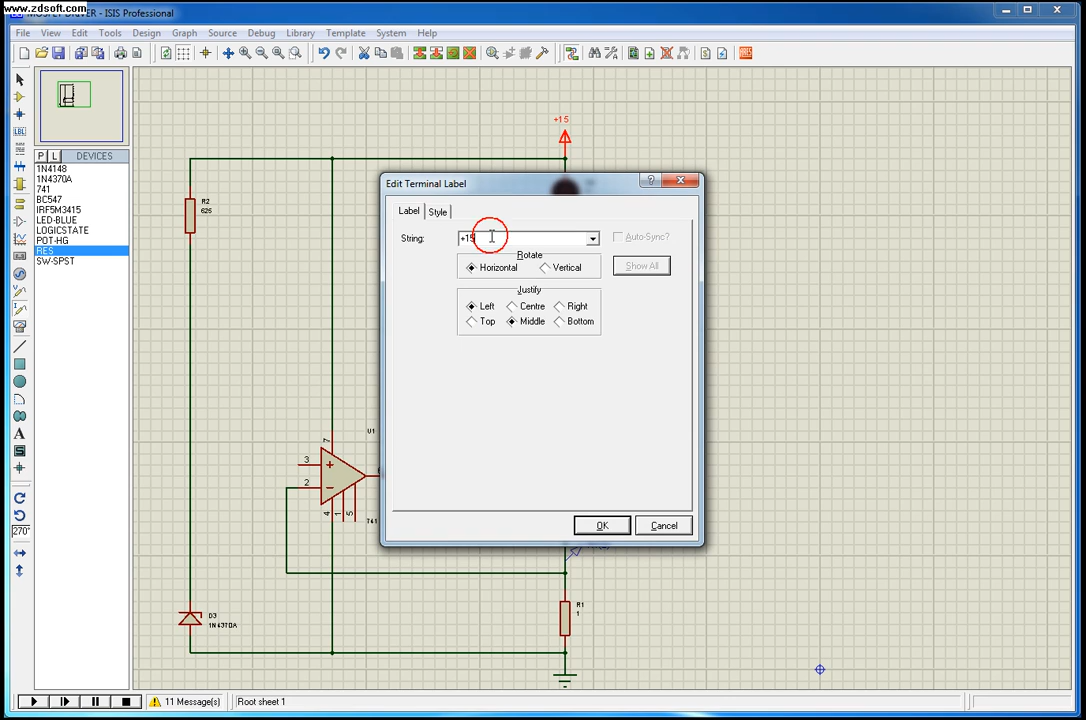 www.zdsoft.com
MOSFET DRIVER - ISIS Professional
File View Edit Tools Design Graph Source Debug Library Template System Help
LBL
P L DEVICES
1N4148
1N4370A
741
BC547
IRF5M3415
LED-BLUE
LOGICSTATE
POT-HG
RES
SW-SPST
A
270°
+15
R2
625
U1
7
3
2
4 1 5
741
D3
1N4370A
R1
1
Edit Terminal Label
Label Style
String: +15 Auto-Sync?
Rotate
Horizontal Vertical Show All
Justify
Left Centre Right
Top Middle Bottom
OK Cancel
11 Message(s) Root sheet 1